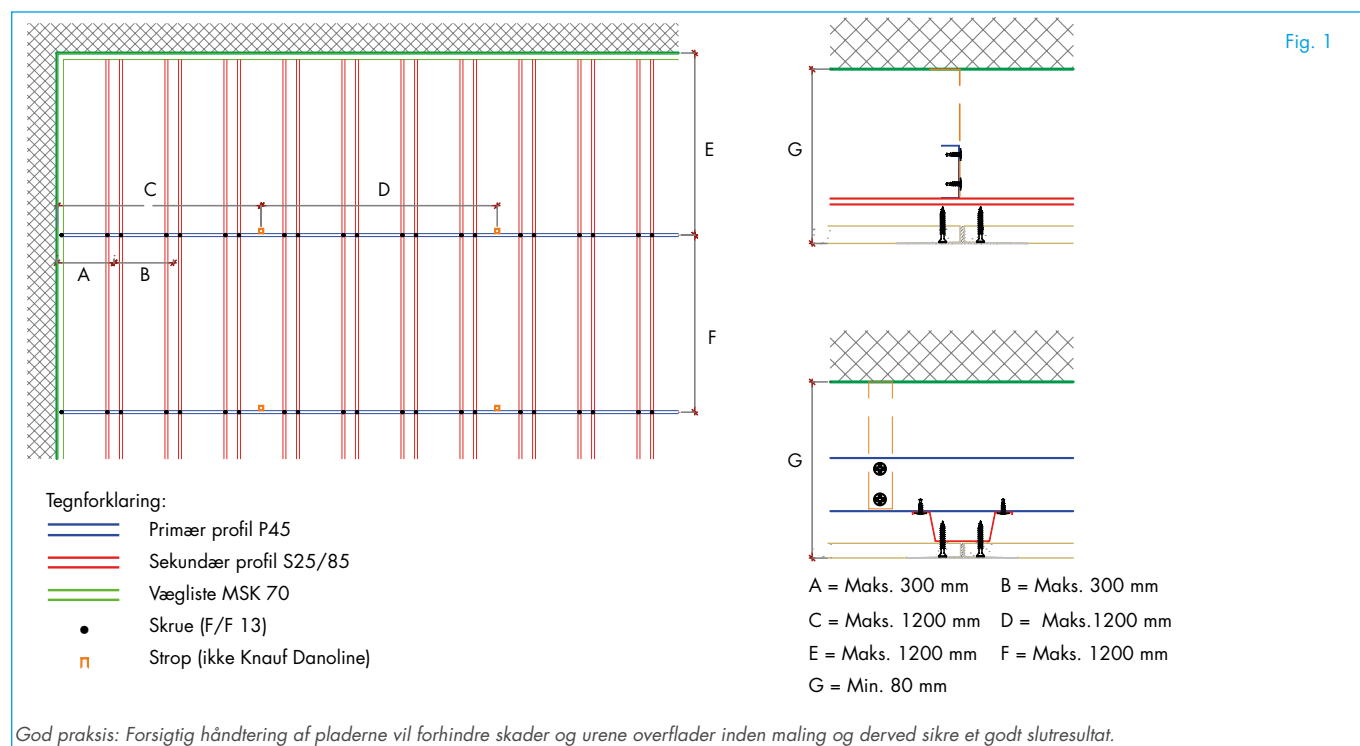 Fig. 1
E
C
D
A
B
F
G
G
Tegnforklaring:
Primær profil P45
Sekundær profil S25/85
Vægliste MSK 70
Skrue (F/F 13)
Strop (ikke Knauf Danoline)
A = Maks. 300 mm B = Maks. 300 mm
C = Maks. 1200 mm D = Maks.1200 mm
E = Maks. 1200 mm F = Maks. 1200 mm
G = Min. 80 mm
God praksis: Forsigtig håndtering af pladerne vil forhindre skader og urene overflader inden maling og derved sikre et godt slutresultat.